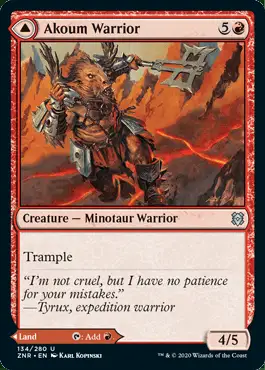 Akoum Warrior 5
Creature — Minotaur Warrior
Trample
"I'm not cruel, but I have no patience
for your mistakes."
—Tyrux, expedition warrior
Land : Add .
4/5
134/280 U
ZNR • EN Karl Kopinski
™ & © 2020 Wizards of the Coast